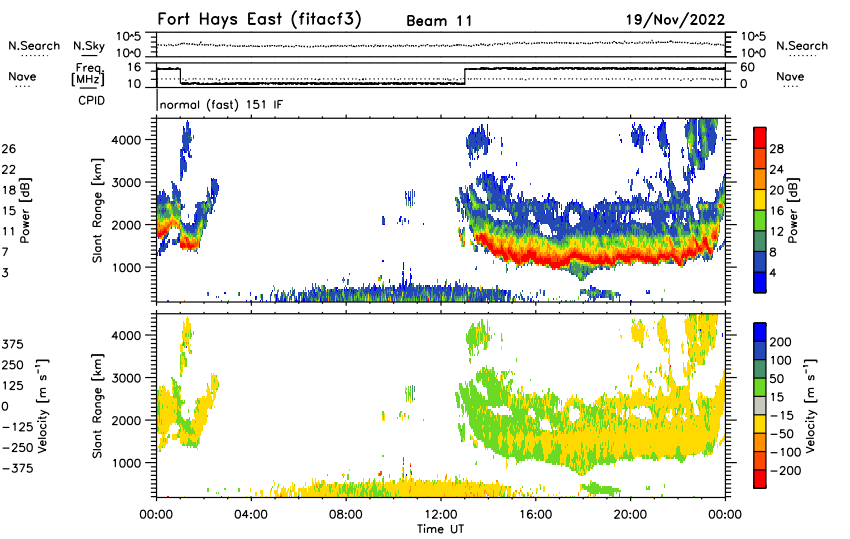 Fort Hays East (fitacf3) Beam 11 19/Nov/2022
N.Search N.Sky 10^5 10^0 10^5 10^0 N.Search
Nave Freq. [MHz] 16 10 60 0 Nave
CPID normal (fast) 151 IF
Power [dB] 26 22 18 15 11 7 3
Slant Range [km] 4000 3000 2000 1000
Power [dB] 28 24 20 16 12 8 4
Velocity [m s⁻¹] 375 250 125 0 −125 −250 −375
Slant Range [km] 4000 3000 2000 1000
Velocity [m s⁻¹] 200 100 50 15 −15 −50 −100 −200
00:00 04:00 08:00 12:00 16:00 20:00 00:00
Time UT